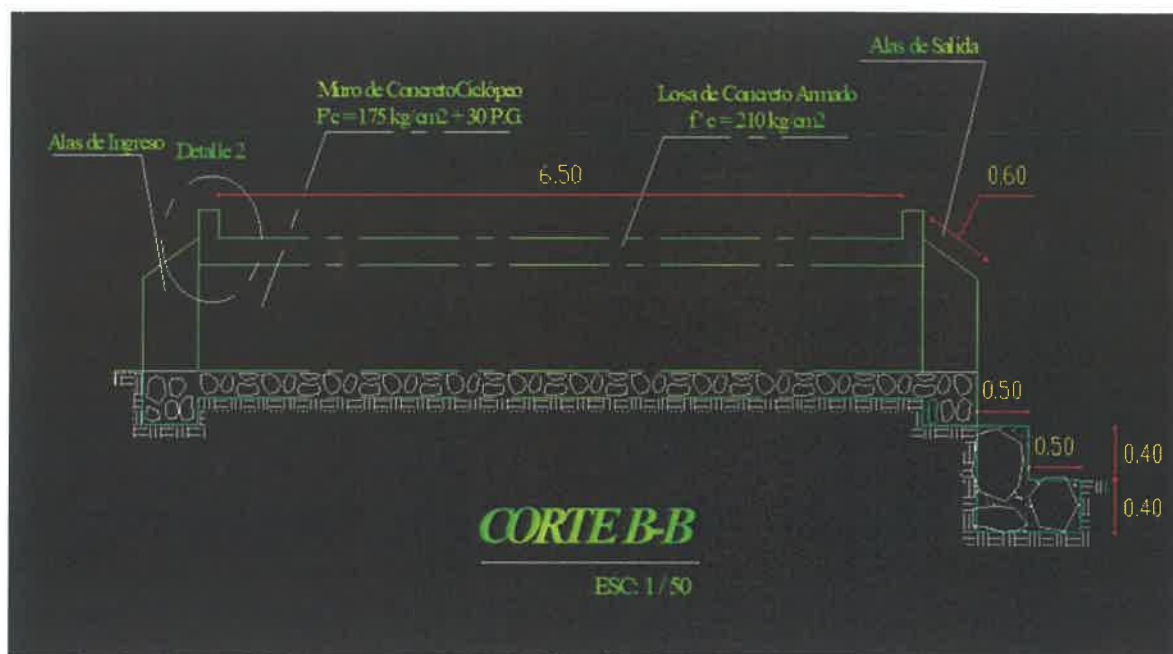 Alas de Salida
Muro de Concreto Ciclópeo
F'c = 175 kg/cm2 + 30 P.G.
Losa de Concreto Armado
f' c = 210 kg/cm2
Alas de Ingreso
Detalle 2
6.50
0.60
0.50
0.50
0.40
0.40
CORTE B-B
ESC: 1 / 50